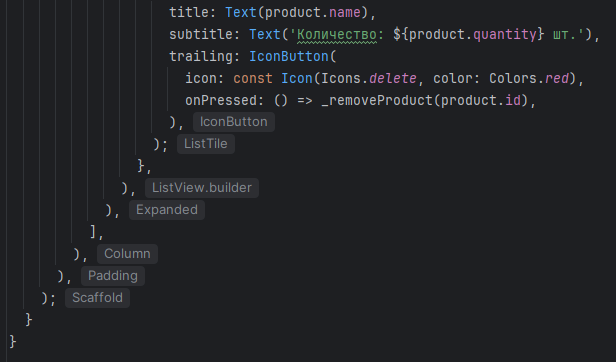 title: Text(product.name),
subtitle: Text('Количество: ${product.quantity} шт.'),
trailing: IconButton(
icon: const Icon(Icons.delete, color: Colors.red),
onPressed: () => _removeProduct(product.id),
), IconButton
); ListTile
},
), ListView.builder
), Expanded
],
), Column
), Padding
); Scaffold
}
}